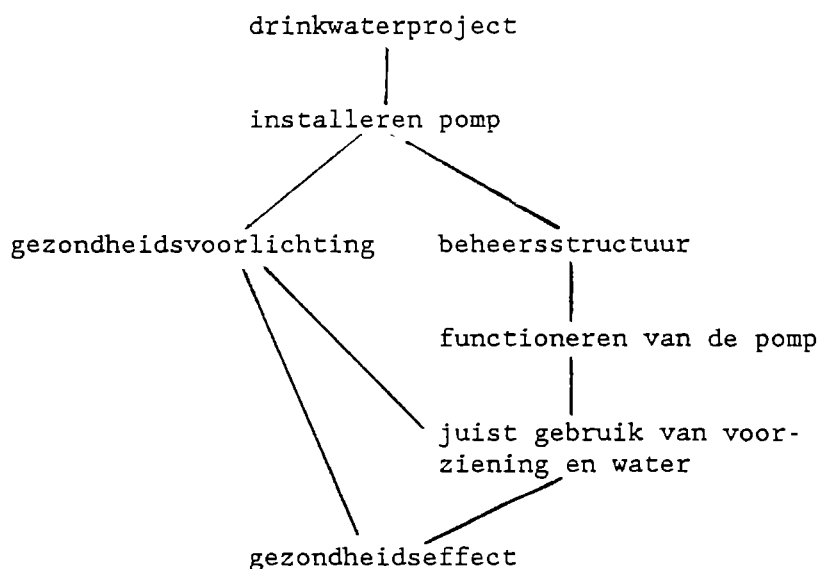 drinkwaterproject
installeren pomp
gezondheidsvoorlichting
beheersstructuur
functioneren van de pomp
juist gebruik van voor-
ziening en water
gezondheidseffect